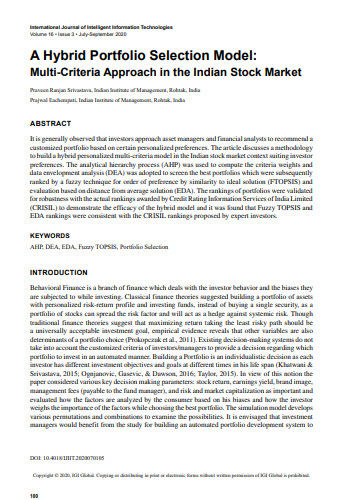 International Journal of Intelligent Information Technologies
Volume 16 • Issue 3 • July-September 2020
A Hybrid Portfolio Selection Model:
Multi-Criteria Approach in the Indian Stock Market
Praveen Ranjan Srivastava, Indian Institute of Management, Rohtak, India
Prajwal Eachempati, Indian Institute of Management, Rohtak, India
ABSTRACT
It is generally observed that investors approach asset managers and financial analysts to recommend a
customized portfolio based on certain personalized preferences. The article discusses a methodology
to build a hybrid personalized multi-criteria model in the Indian stock market context suiting investor
preferences. The analytical hierarchy process (AHP) was used to compute the criteria weights and
data envelopment analysis (DEA) was adopted to screen the best portfolios which were subsequently
ranked by a fuzzy technique for order of preference by similarity to ideal solution (FTOPSIS) and
evaluation based on distance from average solution (EDA). The rankings of portfolios were validated
for robustness with the actual rankings awarded by Credit Rating Information Services of India Limited
(CRISIL) to demonstrate the efficacy of the hybrid model and it was found that Fuzzy TOPSIS and
EDA rankings were consistent with the CRISIL rankings proposed by expert investors.
KEYWORDS
AHP, DEA, EDA, Fuzzy TOPSIS, Portfolio Selection
INTRODUCTION
Behavioral Finance is a branch of finance which deals with the investor behavior and the biases they
are subjected to while investing. Classical finance theories suggested building a portfolio of assets
with personalized risk-return profile and investing funds, instead of buying a single security, as a
portfolio of stocks can spread the risk factor and will act as a hedge against systemic risk. Though
traditional finance theories suggest that maximizing return taking the least risky path should be
a universally acceptable investment goal, empirical evidence reveals that other variables are also
determinants of a portfolio choice (Prokopczuk et al., 2011). Existing decision-making systems do not
take into account the customized criteria of investors/managers to provide a decision regarding which
portfolio to invest in an automated manner. Building a Portfolio is an individualistic decision as each
investor has different investment objectives and goals at different times in his life span (Khatwani &
Srivastava, 2015; Ognjanovic, Gasevic, & Dawson, 2016; Taylor, 2015). In view of this notion the
paper considered various key decision making parameters: stock return, earnings yield, brand image,
management fees (payable to the fund manager), and risk and market capitalisation as important and
evaluated how the factors are analyzed by the consumer based on his biases and how the investor
weighs the importance of the factors while choosing the best portfolio. The simulation model develops
various permutations and combinations to examine the possibilities. It is envisaged that investment
managers would benefit from the study for building an automated portfolio development system to
DOI: 10.4018/IJIIT.2020070105
Copyright © 2020, IGI Global. Copying or distributing in print or electronic forms without written permission of IGI Global is prohibited.
100